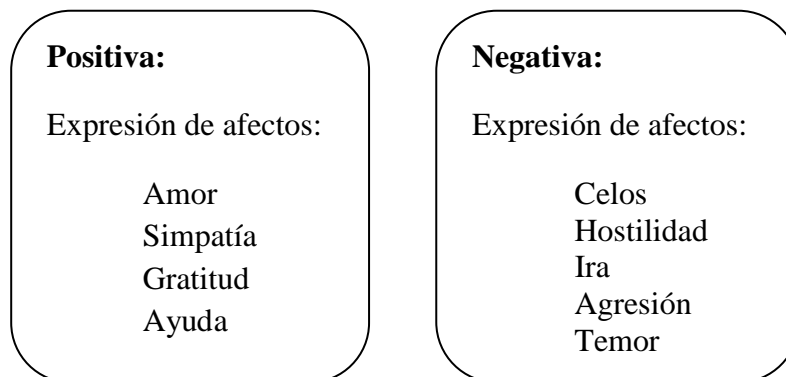 Positiva:
Expresión de afectos:
Amor
Simpatía
Gratitud
Ayuda
Negativa:
Expresión de afectos:
Celos
Hostilidad
Ira
Agresión
Temor